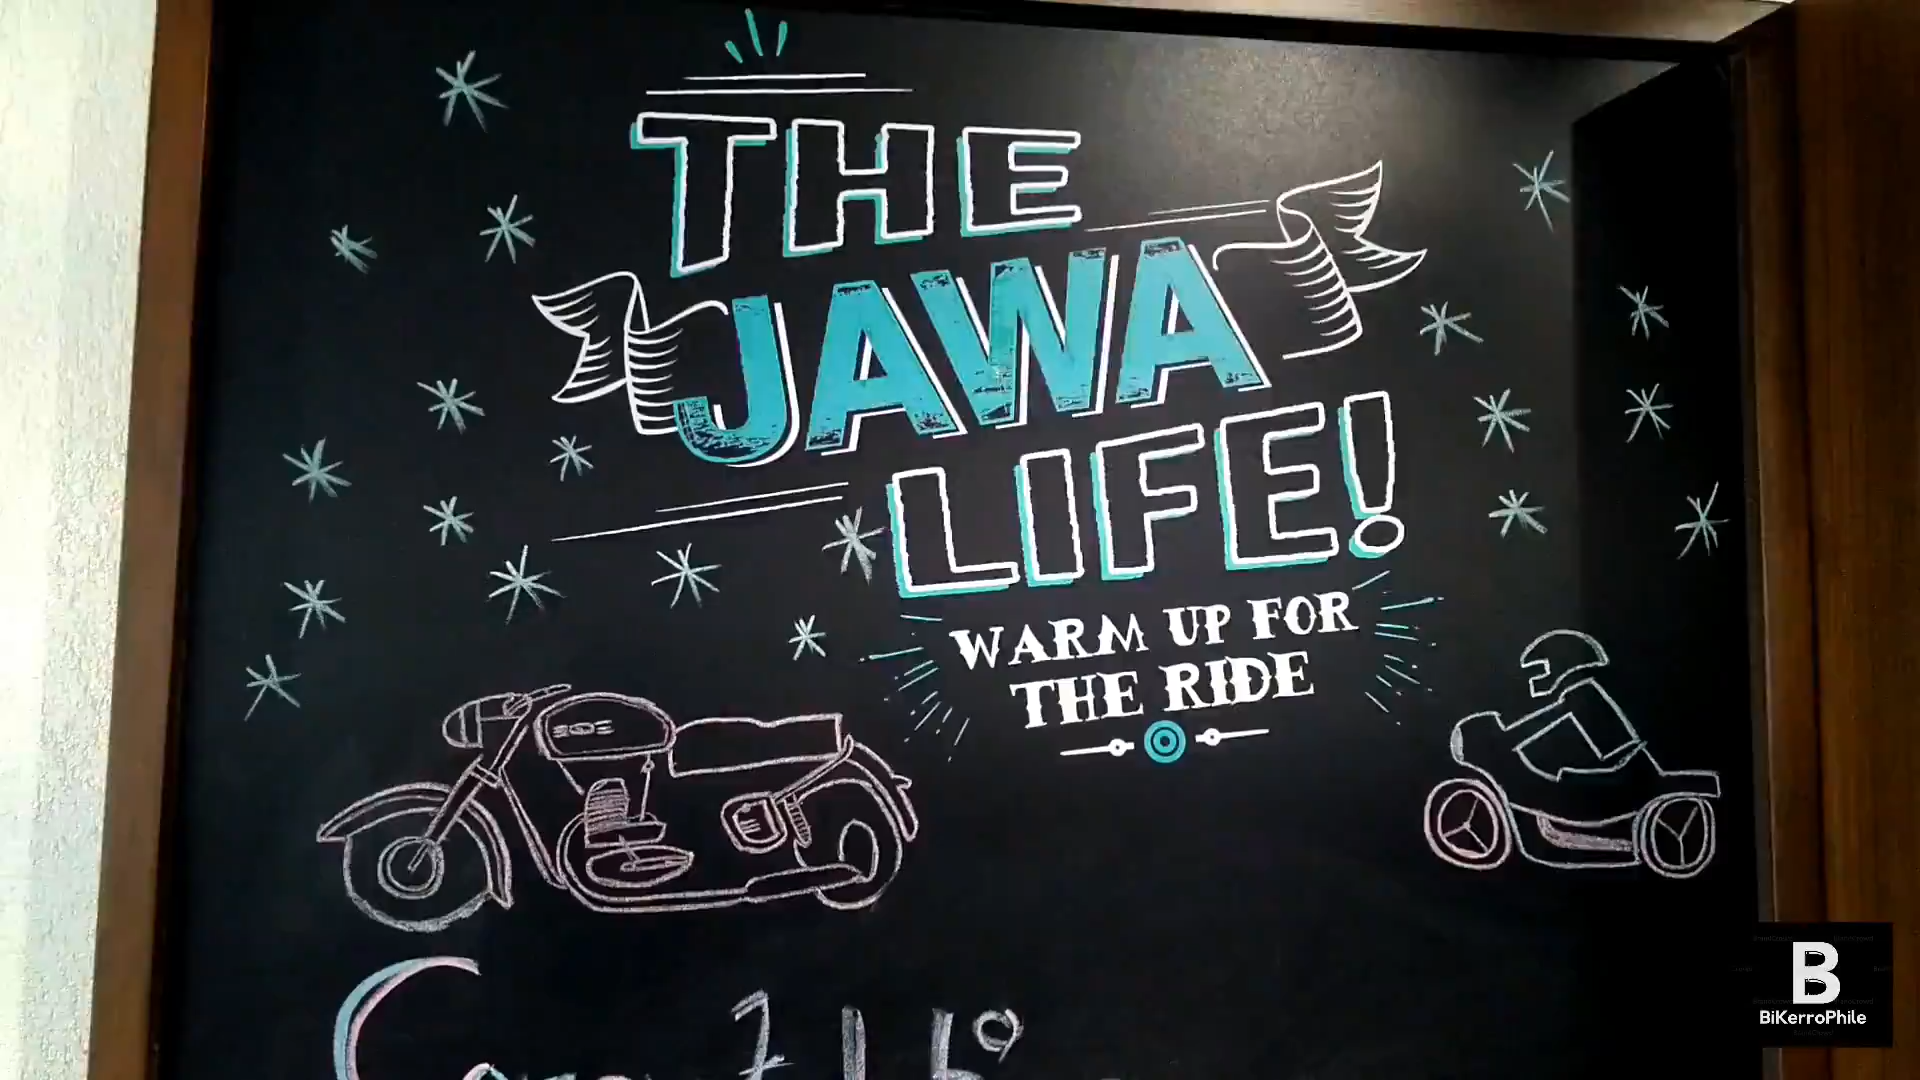 THE
JAWA
LIFE!
WARM UP FOR
THE RIDE
B
BiKerroPhile